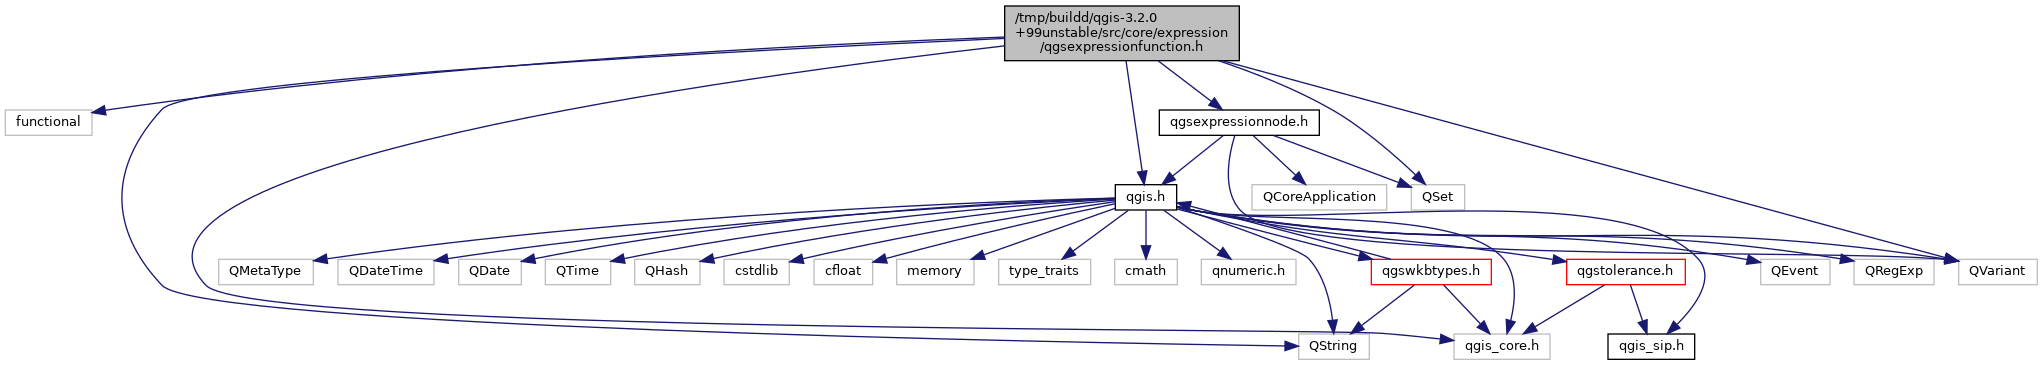 /tmp/buildd/qgis-3.2.0
+99unstable/src/core/expression
/qgsexpressionfunction.h
functional
qgsexpressionnode.h
qgis.h
QCoreApplication
QSet
QMetaType
QDateTime
QDate
QTime
QHash
cstdlib
cfloat
memory
type_traits
cmath
qnumeric.h
qgswkbtypes.h
qgstolerance.h
QEvent
QRegExp
QVariant
QString
qgis_core.h
qgis_sip.h